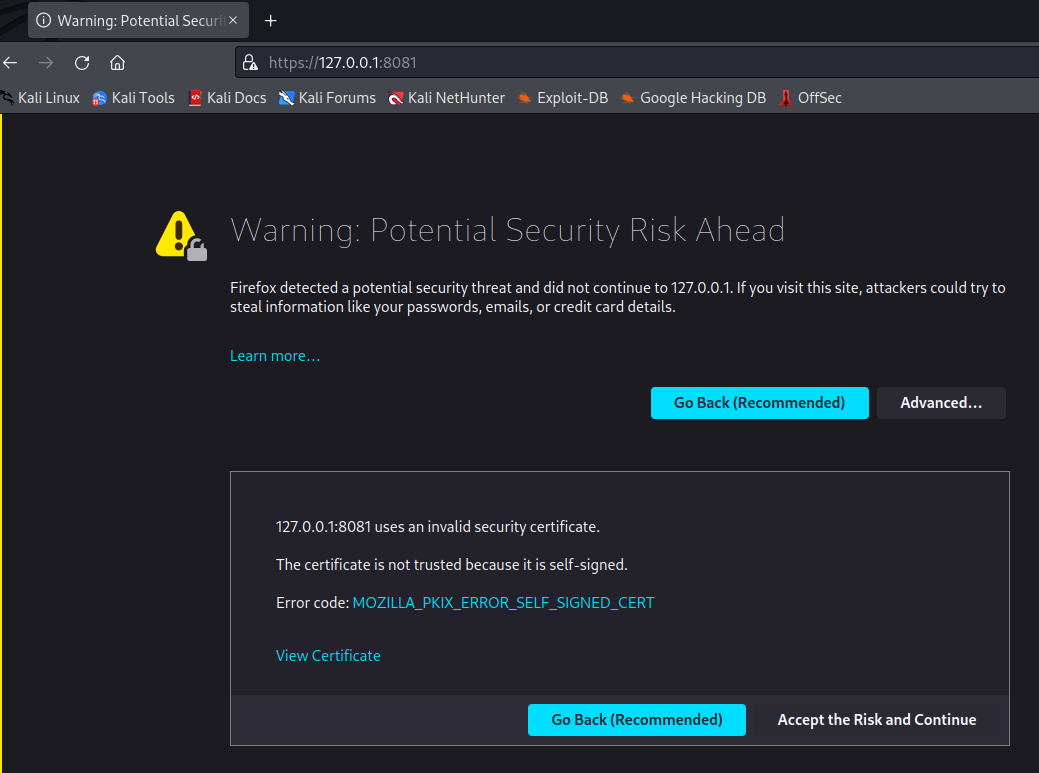 Warning: Potential Securi
https://127.0.0.1:8081
Kali Linux Kali Tools Kali Docs Kali Forums Kali NetHunter Exploit-DB Google Hacking DB OffSec
Warning: Potential Security Risk Ahead
Firefox detected a potential security threat and did not continue to 127.0.0.1. If you visit this site, attackers could try to
steal information like your passwords, emails, or credit card details.
Learn more…
Go Back (Recommended) Advanced…
127.0.0.1:8081 uses an invalid security certificate.
The certificate is not trusted because it is self-signed.
Error code: MOZILLA_PKIX_ERROR_SELF_SIGNED_CERT
View Certificate
Go Back (Recommended) Accept the Risk and Continue